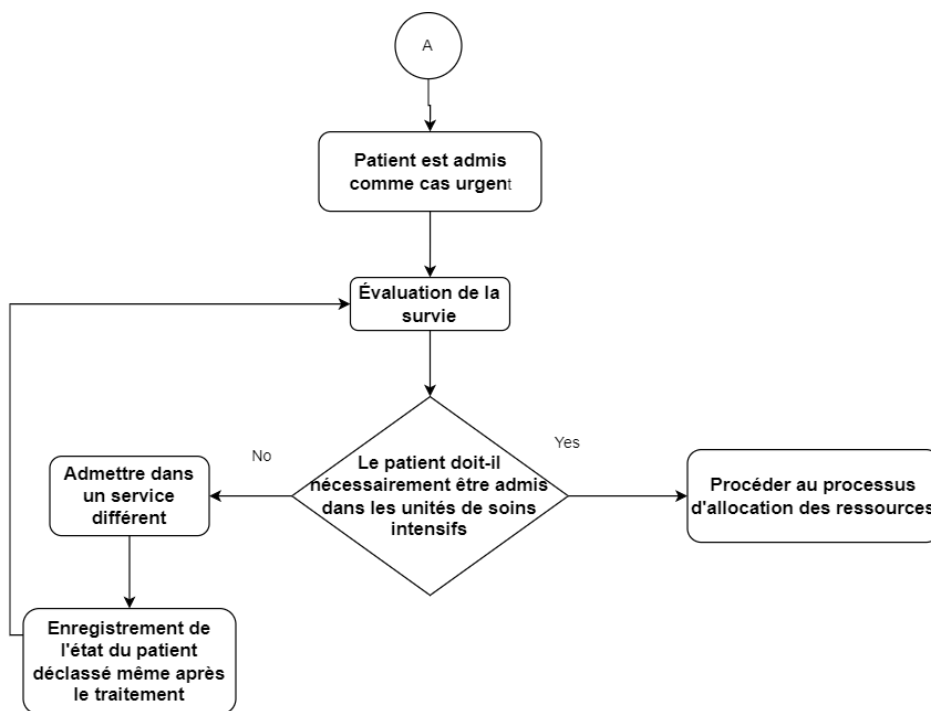 A
Patient est admis
comme cas urgent
Évaluation de la
survie
No
Yes
Le patient doit-il
nécessairement être admis
dans les unités de soins
intensifs
Admettre dans
un service
différent
Procéder au processus
d'allocation des ressources
Enregistrement de
l'état du patient
déclassé même après
le traitement